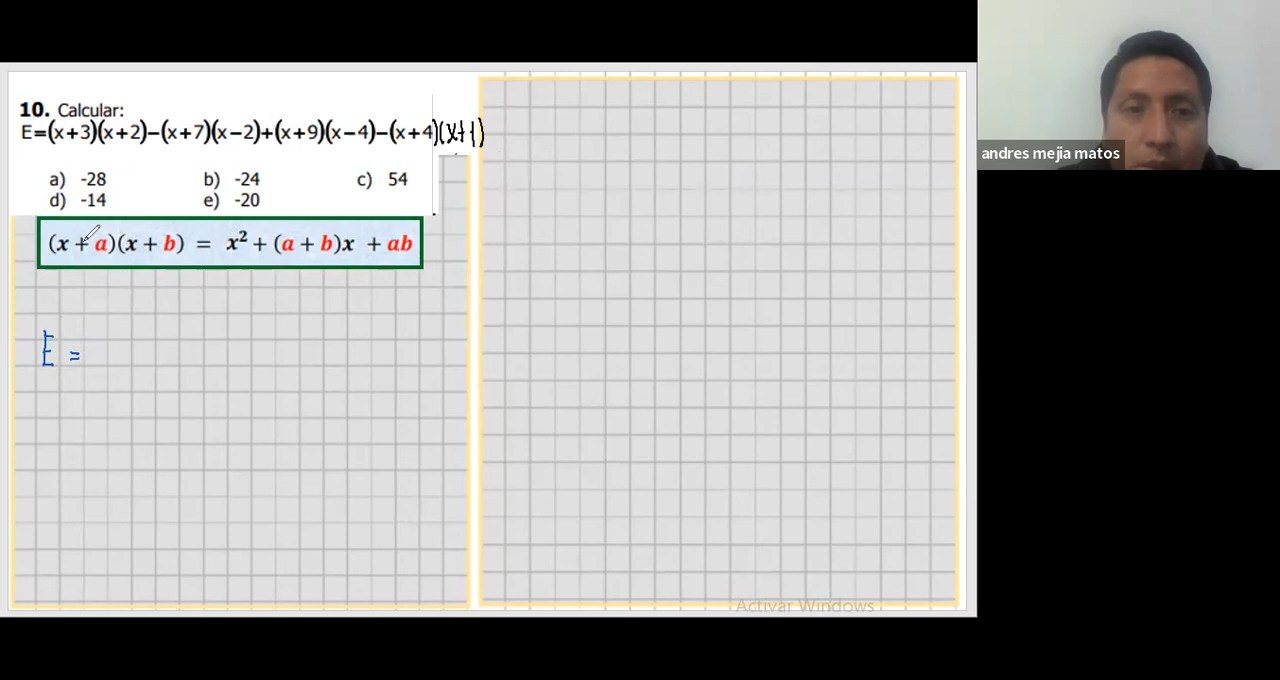 10. Calcular:
E=(x+3)(x+2)−(x+7)(x−2)+(x+9)(x−4)−(x+4)(x+1)
a) -28 b) -24 c) 54
d) -14 e) -20
(x + a)(x + b) = x² + (a + b)x + ab
E =
andres mejia matos
Activar Windows